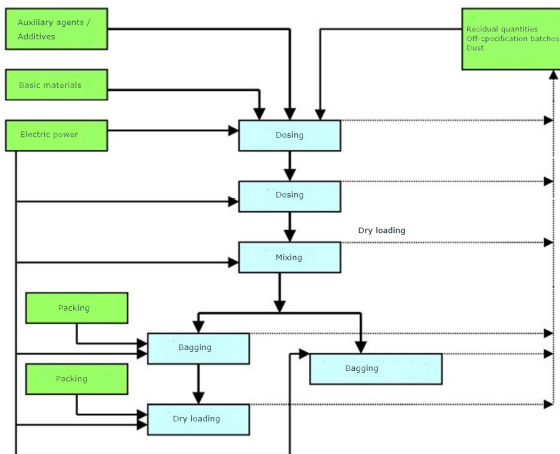 Auxiliary agents /
Additives
Residual quantities
Off-specification batches
Dust
Basic materials
Electric power
Dosing
Dosing
Dry loading
Mixing
Packing
Bagging
Bagging
Packing
Dry loading